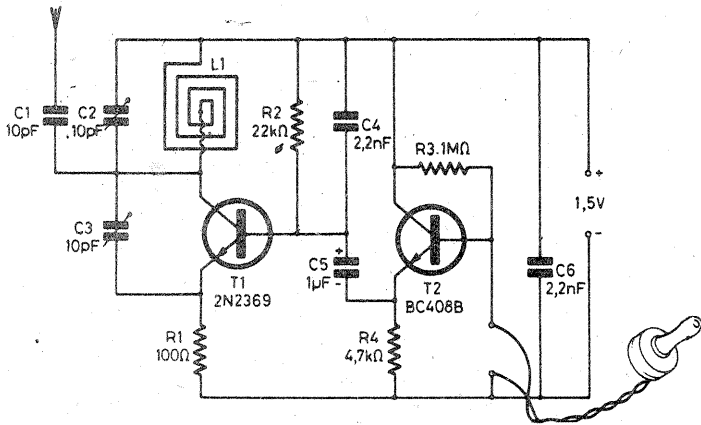 L1
C1
10pF
C2
10pF
R2
22kΩ
C4
2,2nF
R3.1MΩ
+
1,5V
-
C3
10pF
T1
2N2369
+
C5
1µF
-
T2
BC408B
C6
2,2nF
R1
100Ω
R4
4,7kΩ